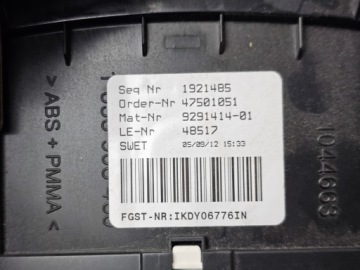 Seq Nr 1921485
Order-Nr 47501051
Mat-Nr 9291414-01
LE-Nr 48517
SWET 05/09/12 15:33
FGST-NR:IKDY06776IN
> ABS + PMMA <
1044663